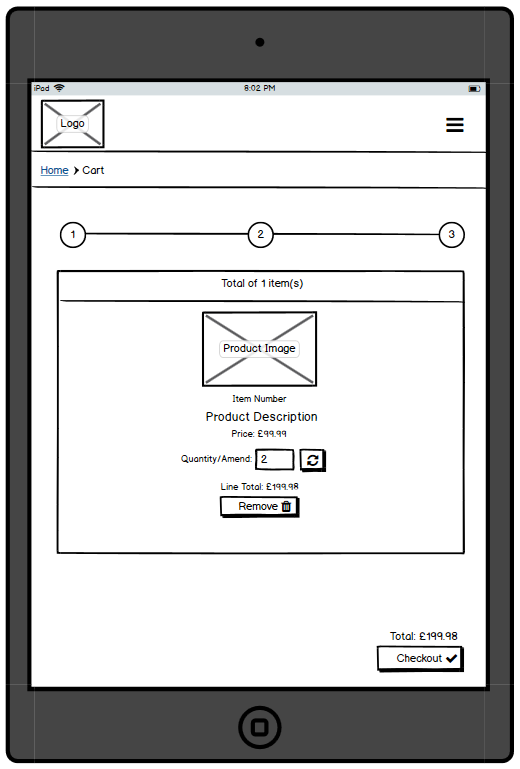 iPad 8:02 PM
Logo
Home Cart
1 2 3
Total of 1 item(s)
Product Image
Item Number
Product Description
Price: £99.99
Quantity/Amend: 2
Line Total: £199.98
Remove
Total: £199.98
Checkout